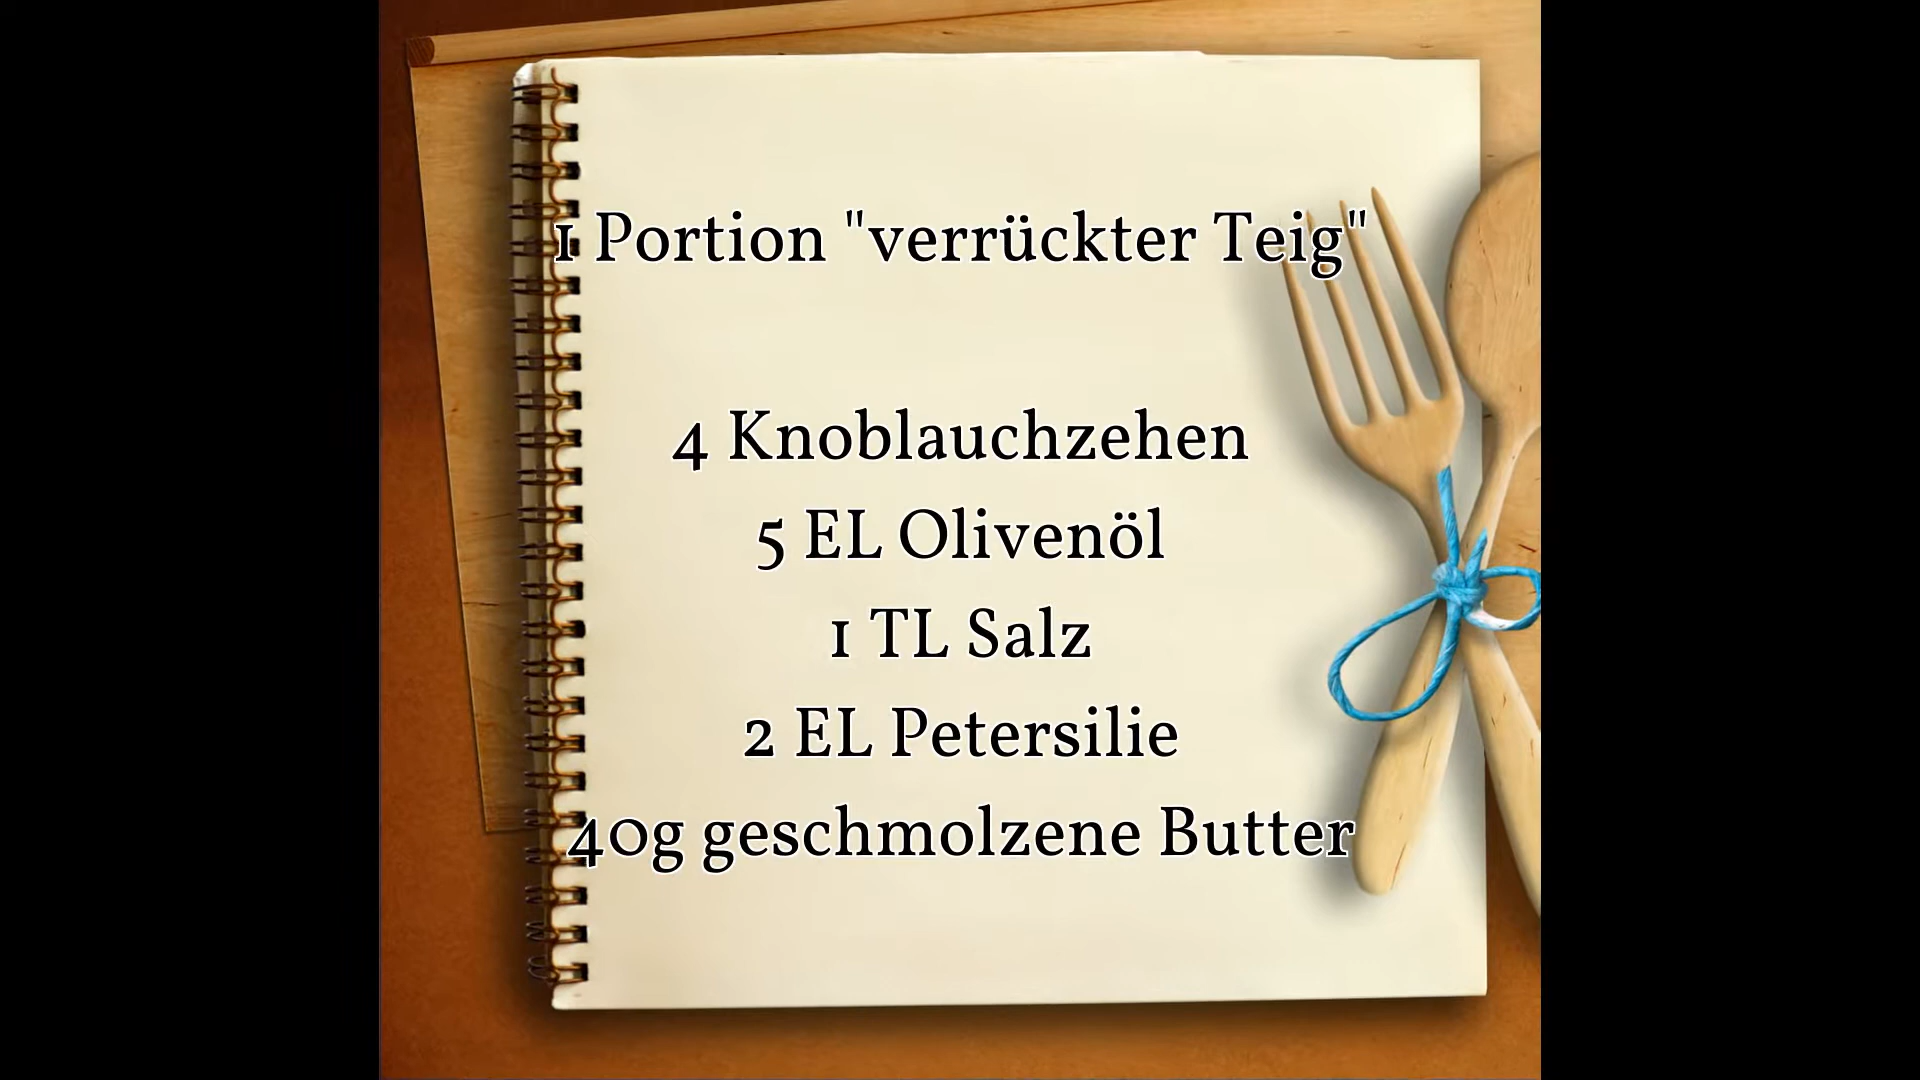 1 Portion "verrückter Teig"
4 Knoblauchzehen
5 EL Olivenöl
1 TL Salz
2 EL Petersilie
40g geschmolzene Butter